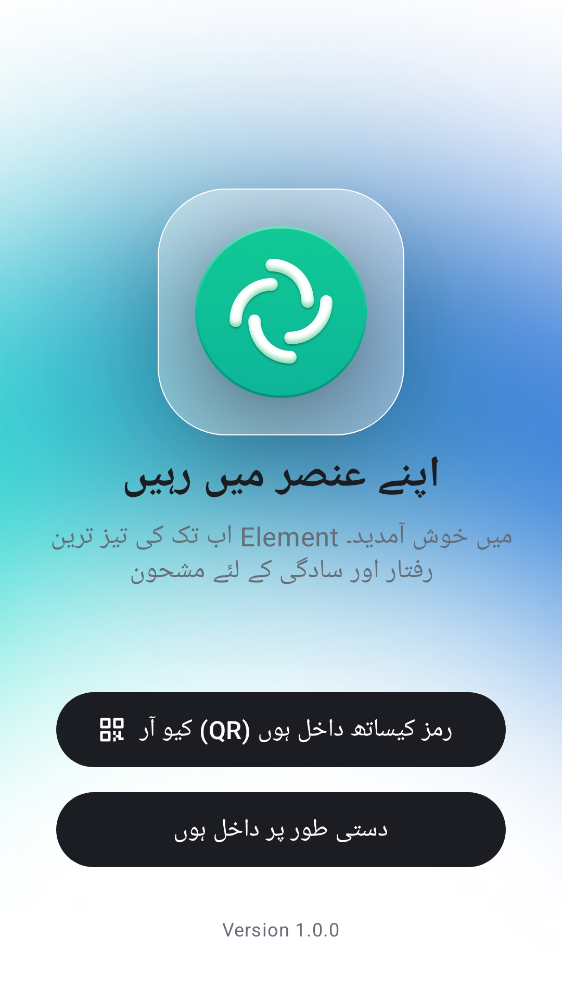 اپنے عنصر میں رہیں
میں خوش آمدید۔ Element اب تک کی تیز ترین
رفتار اور سادگی کے لئے مشحون
رمز کیساتھ داخل ہوں (QR) کیو آر
دستی طور پر داخل ہوں
Version 1.0.0